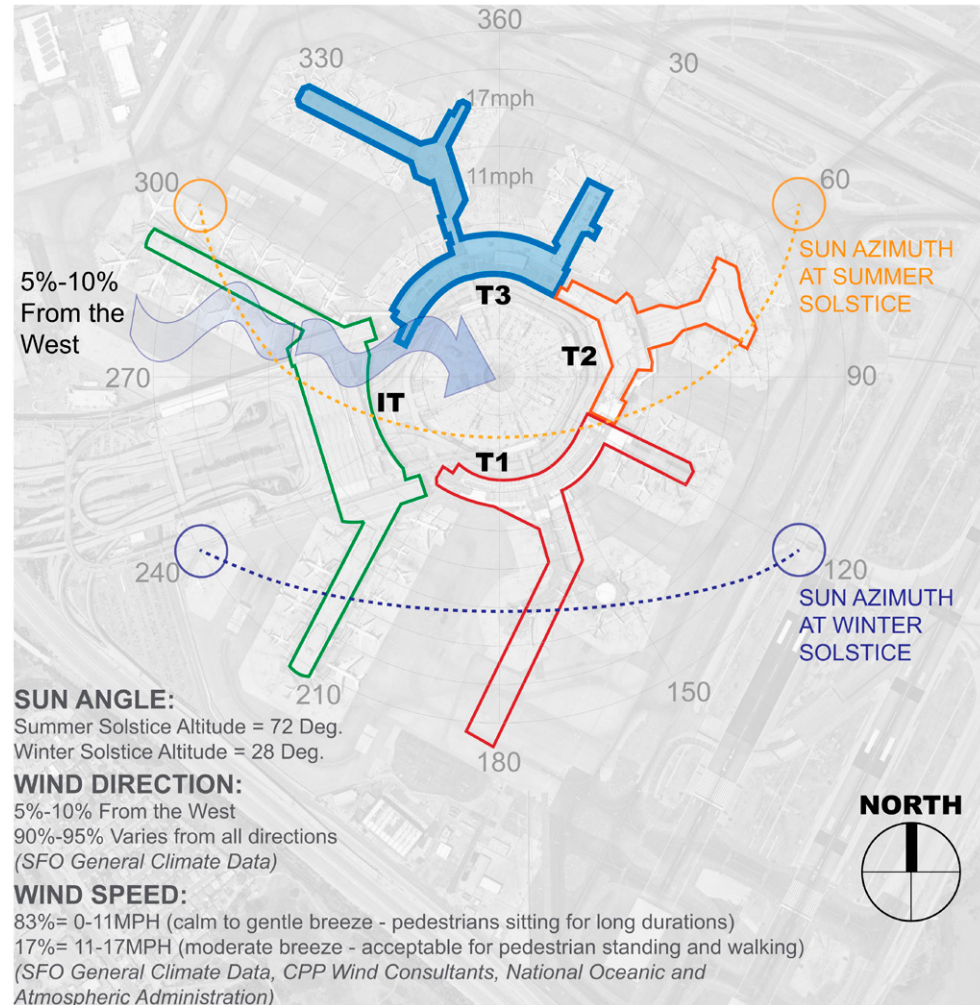 360
330
30
17mph
11mph
300
60
SUN AZIMUTH
AT SUMMER
SOLSTICE
5%-10%
From the
West
T3
T2
270
90
IT
T1
240
120
SUN AZIMUTH
AT WINTER
SOLSTICE
210
150
180
SUN ANGLE:
Summer Solstice Altitude = 72 Deg.
Winter Solstice Altitude = 28 Deg.
WIND DIRECTION:
5%-10% From the West
90%-95% Varies from all directions
(SFO General Climate Data)
NORTH
WIND SPEED:
83%= 0-11MPH (calm to gentle breeze - pedestrians sitting for long durations)
17%= 11-17MPH (moderate breeze - acceptable for pedestrian standing and walking)
(SFO General Climate Data, CPP Wind Consultants, National Oceanic and
Atmospheric Administration)